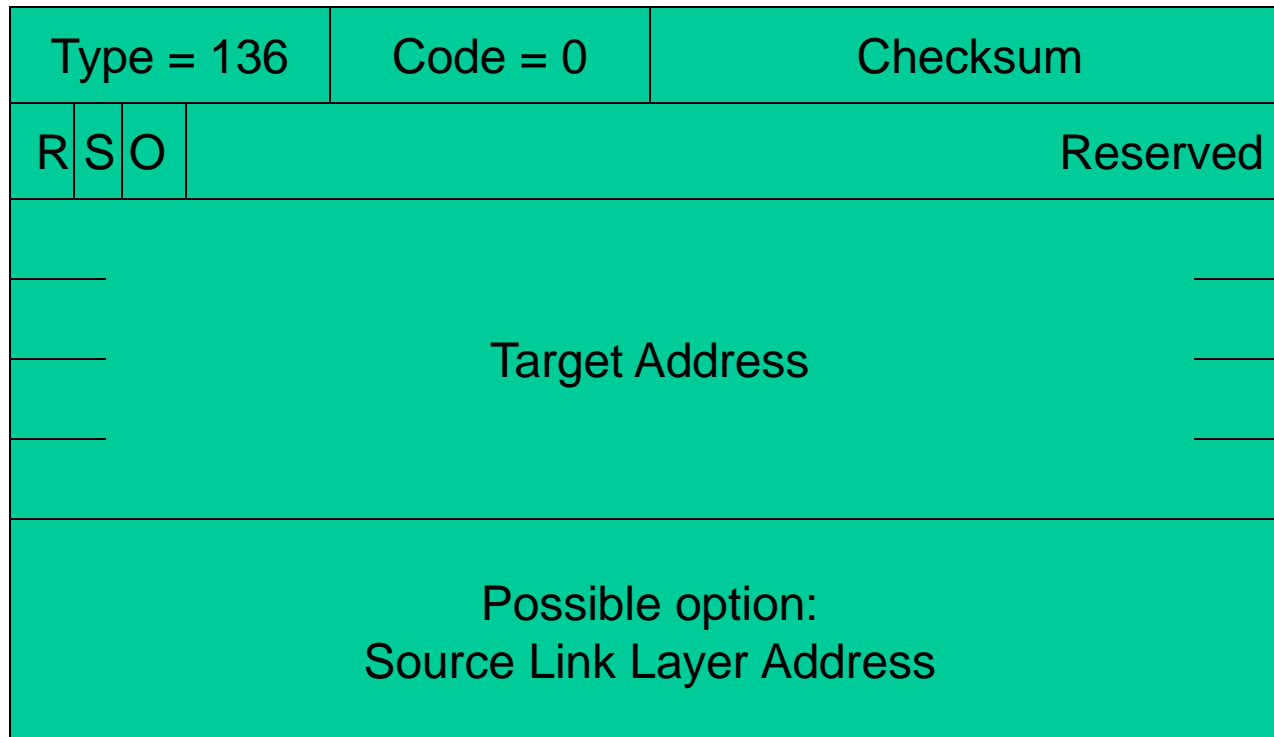 Type = 136 Code = 0 Checksum
R S O Reserved
Target Address
Possible option:
Source Link Layer Address